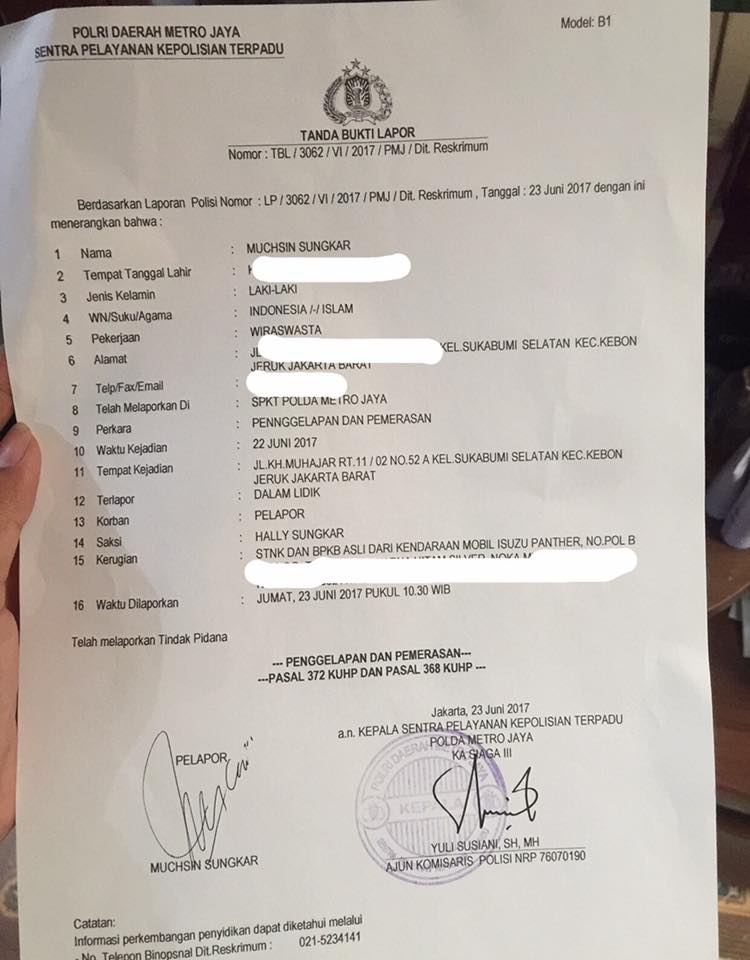 POLRI DAERAH METRO JAYA
SENTRA PELAYANAN KEPOLISIAN TERPADU
Model: B1
TANDA BUKTI LAPOR
Nomor : TBL / 3062 / VI / 2017 / PMJ / Dit. Reskrimum
Berdasarkan Laporan Polisi Nomor : LP / 3062 / VI / 2017 / PMJ / Dit. Reskrimum , Tanggal : 23 Juni 2017 dengan ini
menerangkan bahwa :
1 Nama : MUCHSIN SUNGKAR
2 Tempat Tanggal Lahir :
3 Jenis Kelamin : LAKI-LAKI
4 WN/Suku/Agama : INDONESIA /-/ ISLAM
5 Pekerjaan : WIRASWASTA
6 Alamat : JL KEL.SUKABUMI SELATAN KEC.KEBON
JERUK JAKARTA BARAT
7 Telp/Fax/Email :
8 Telah Melaporkan Di : SPKT POLDA METRO JAYA
9 Perkara : PENNGGELAPAN DAN PEMERASAN
10 Waktu Kejadian : 22 JUNI 2017
11 Tempat Kejadian : JL.KH.MUHAJAR RT.11 / 02 NO.52 A KEL.SUKABUMI SELATAN KEC.KEBON
JERUK JAKARTA BARAT
12 Terlapor : DALAM LIDIK
13 Korban : PELAPOR
14 Saksi : HALLY SUNGKAR
15 Kerugian : STNK DAN BPKB ASLI DARI KENDARAAN MOBIL ISUZU PANTHER, NO.POL B
16 Waktu Dilaporkan : JUMAT, 23 JUNI 2017 PUKUL 10.30 WIB
Telah melaporkan Tindak Pidana
--- PENGGELAPAN DAN PEMERASAN---
---PASAL 372 KUHP DAN PASAL 368 KUHP ---
Jakarta, 23 Juni 2017
a.n. KEPALA SENTRA PELAYANAN KEPOLISIAN TERPADU
POLDA METRO JAYA
KA SIAGA III
PELAPOR
POLRI DAERAH METRO JAYA
KEPALA
MUCHSIN SUNGKAR
YULI SUSIANI, SH, MH
AJUN KOMISARIS POLISI NRP 76070190
Catatan:
Informasi perkembangan penyidikan dapat diketahui melalui
- No. Telepon Binopsnal Dit.Reskrimum : 021-5234141